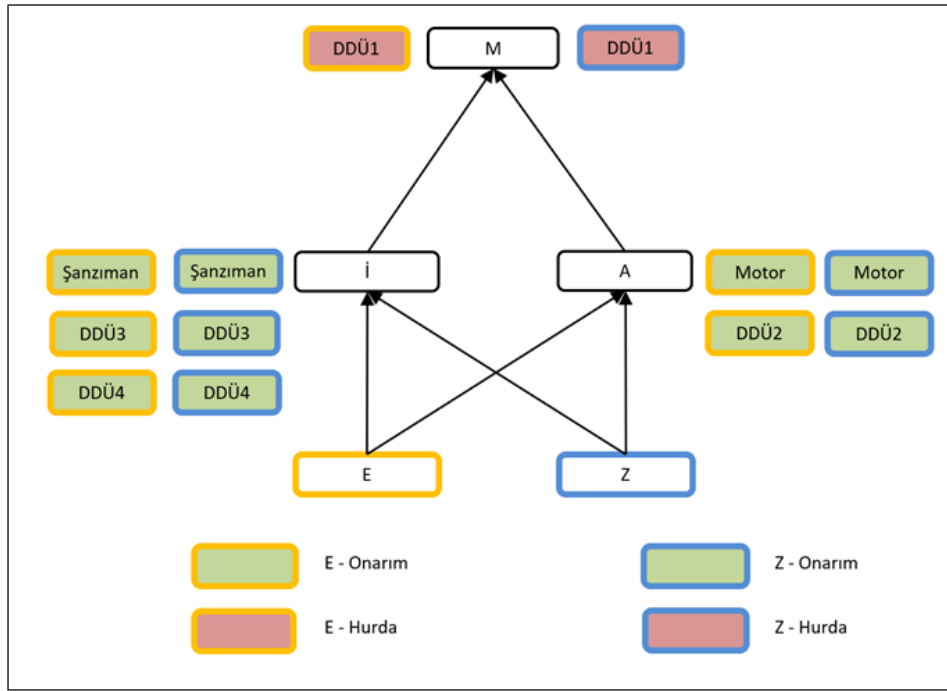 DDÜ1
M
DDÜ1
Şanzıman
Şanzıman
İ
A
Motor
Motor
DDÜ3
DDÜ3
DDÜ2
DDÜ2
DDÜ4
DDÜ4
E
Z
E - Onarım
Z - Onarım
E - Hurda
Z - Hurda